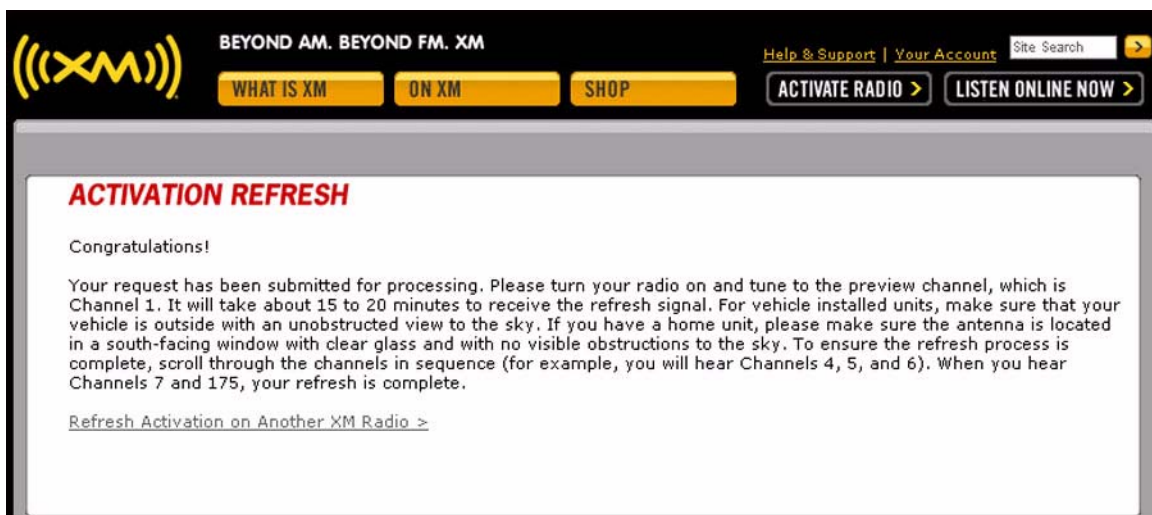 ((( XM )))
BEYOND AM. BEYOND FM. XM
Help & Support | Your Account Site Search >
WHAT IS XM ON XM SHOP ACTIVATE RADIO > LISTEN ONLINE NOW >
ACTIVATION REFRESH
Congratulations!
Your request has been submitted for processing. Please turn your radio on and tune to the preview channel, which is
Channel 1. It will take about 15 to 20 minutes to receive the refresh signal. For vehicle installed units, make sure that your
vehicle is outside with an unobstructed view to the sky. If you have a home unit, please make sure the antenna is located
in a south-facing window with clear glass and with no visible obstructions to the sky. To ensure the refresh process is
complete, scroll through the channels in sequence (for example, you will hear Channels 4, 5, and 6). When you hear
Channels 7 and 175, your refresh is complete.
Refresh Activation on Another XM Radio >